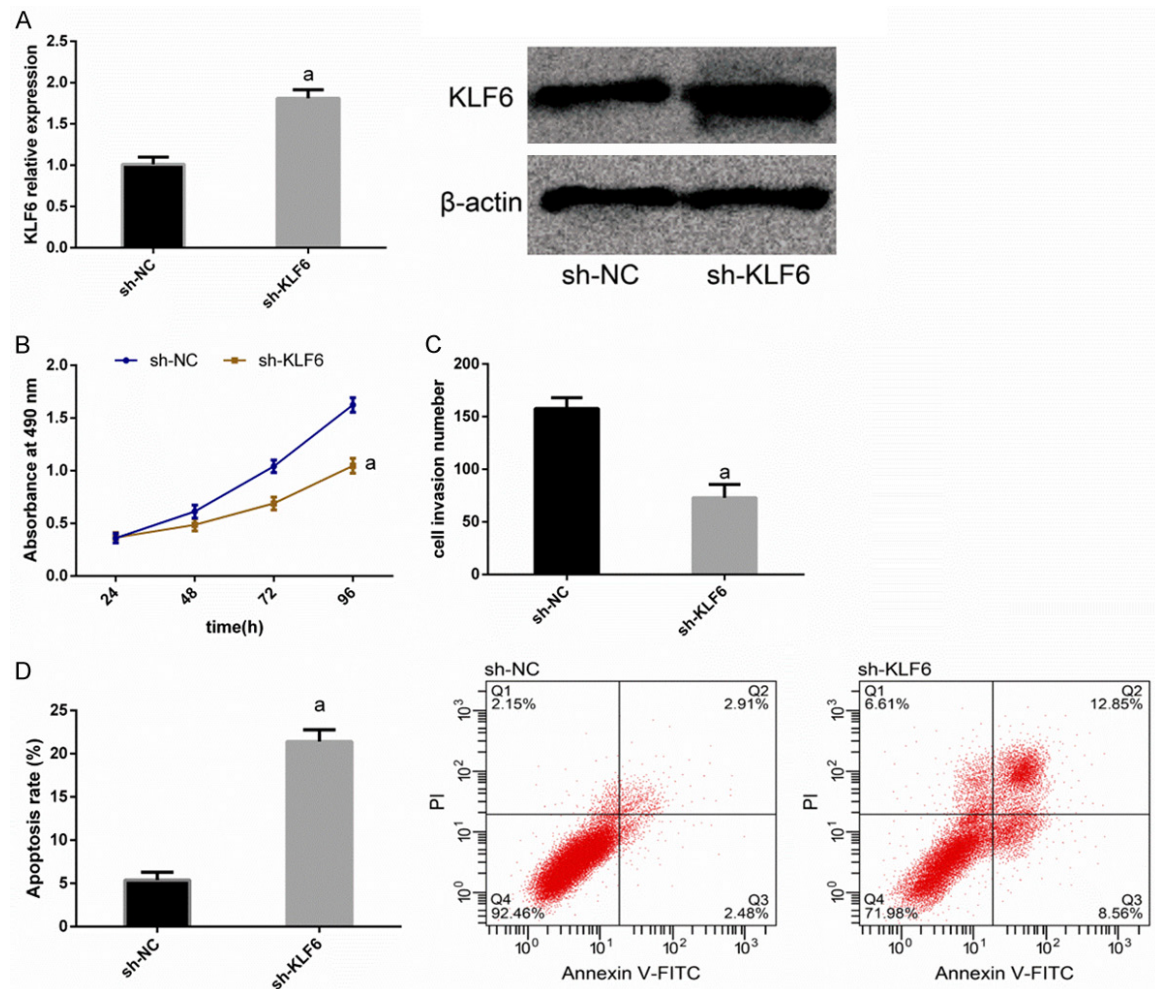 A
2.5
2.0
1.5
1.0
0.5
0.0
KLF6 relative expression
a
sh-NC
sh-KLF6
KLF6
β-actin
sh-NC
sh-KLF6
B
sh-NC
sh-KLF6
2.0
1.5
1.0
0.5
0.0
Absorbance at 490 nm
a
24
48
72
96
time(h)
C
200
150
100
50
0
cell invasion numeber
a
sh-NC
sh-KLF6
D
25
20
15
10
5
0
Apoptosis rate (%)
a
sh-NC
sh-KLF6
sh-NC
Q1
2.15%
Q2
2.91%
10³
10²
10¹
10⁰
PI
Q4
92.46%
Q3
2.48%
10⁰
10¹
10²
10³
Annexin V-FITC
sh-KLF6
Q1
6.61%
Q2
12.85%
10³
10²
10¹
10⁰
PI
Q4
71.98%
Q3
8.56%
10⁰
10¹
10²
10³
Annexin V-FITC